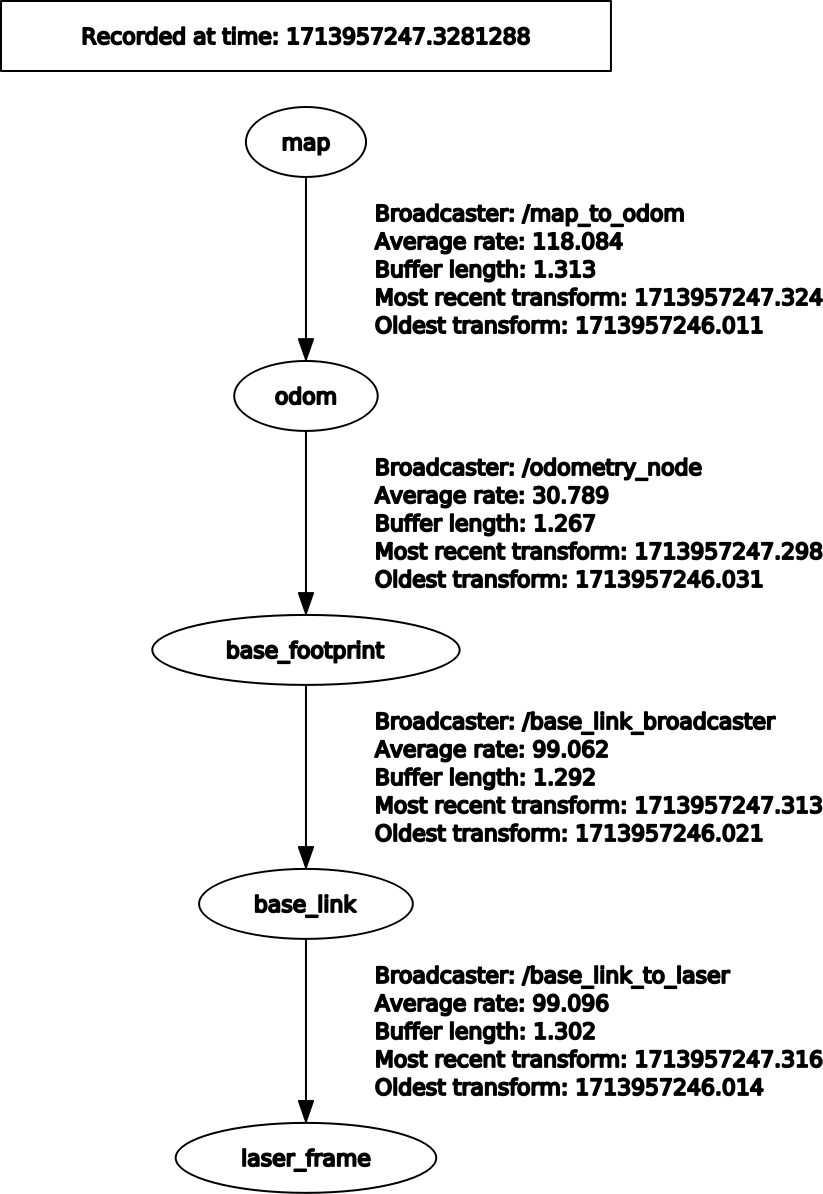 Recorded at time: 1713957247.3281288
map
Broadcaster: /map_to_odom
Average rate: 118.084
Buffer length: 1.313
Most recent transform: 1713957247.324
Oldest transform: 1713957246.011
odom
Broadcaster: /odometry_node
Average rate: 30.789
Buffer length: 1.267
Most recent transform: 1713957247.298
Oldest transform: 1713957246.031
base_footprint
Broadcaster: /base_link_broadcaster
Average rate: 99.062
Buffer length: 1.292
Most recent transform: 1713957247.313
Oldest transform: 1713957246.021
base_link
Broadcaster: /base_link_to_laser
Average rate: 99.096
Buffer length: 1.302
Most recent transform: 1713957247.316
Oldest transform: 1713957246.014
laser_frame